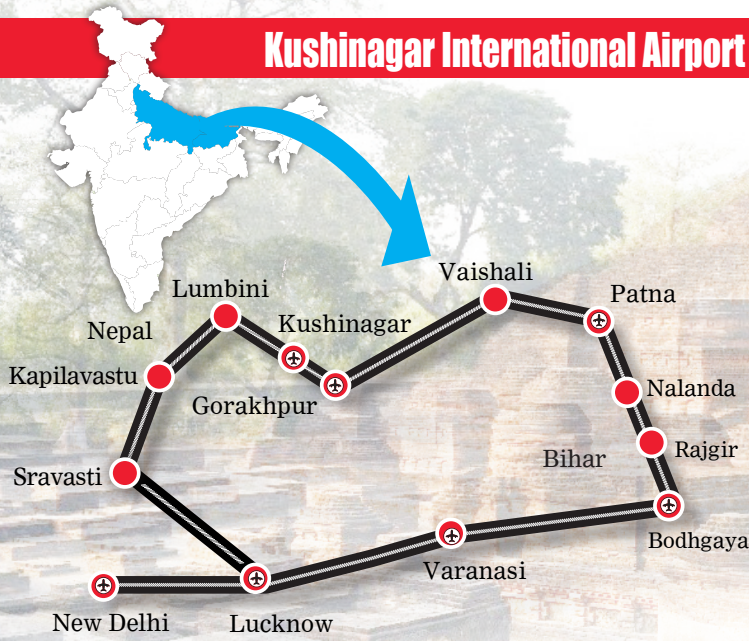 Kushinagar International Airport
Vaishali
Lumbini
Patna
Nepal
Kushinagar
Kapilavastu
Nalanda
Gorakhpur
Rajgir
Bihar
Sravasti
Bodhgaya
Varanasi
New Delhi
Lucknow